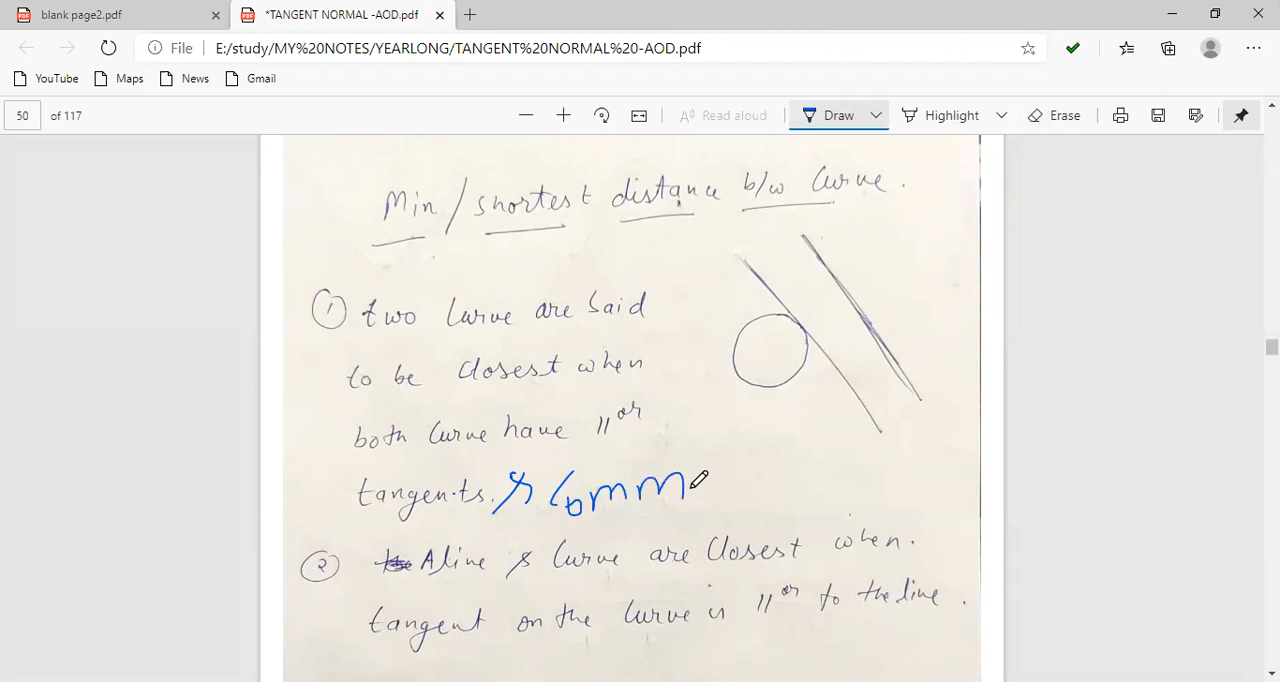 blank page2.pdf
*TANGENT NORMAL -AOD.pdf
File
E:/study/MY%20NOTES/YEARLONG/TANGENT%20NORMAL%20-AOD.pdf
YouTube
Maps
News
Gmail
50 of 117
Read aloud
Draw
Highlight
Erase
Min / shortest distance b/w Curve.
① two Curve are Said
to be Closest when
both Curve have ||or
tangents. & Comm
② A line & Curve are Closest when.
tangent on the Curve is ||or to the line.